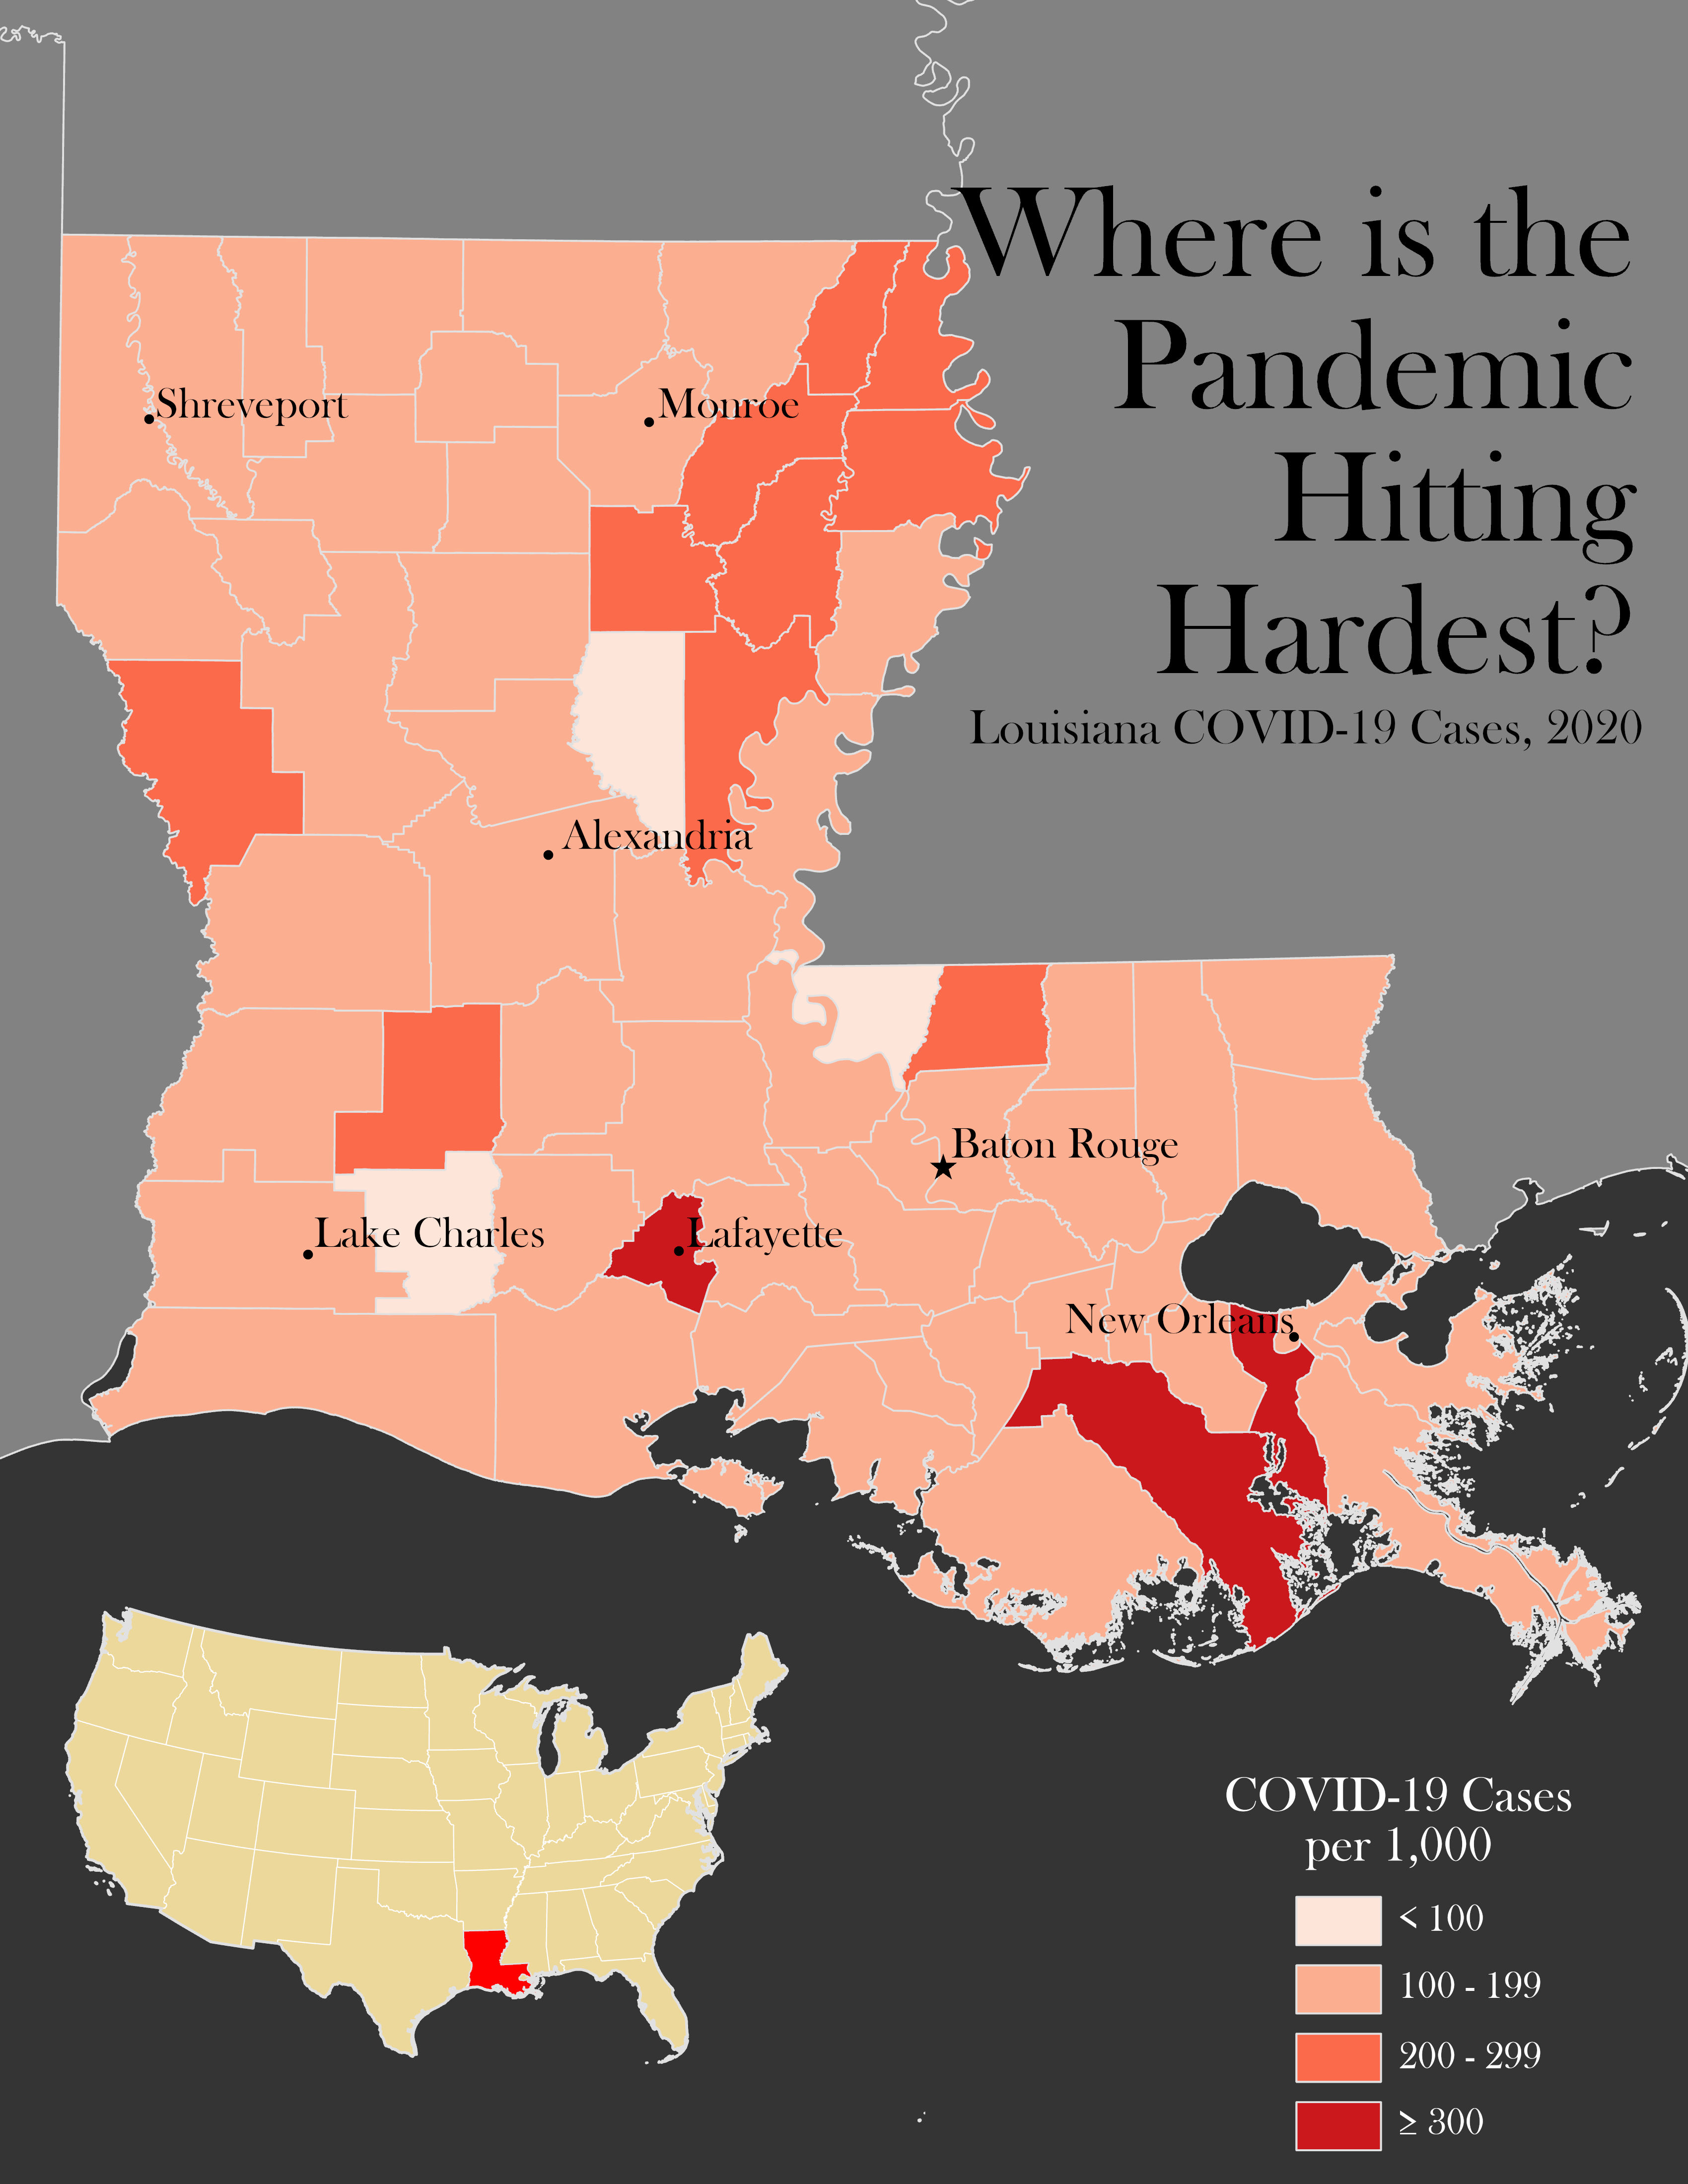 Where is the
Pandemic
Hitting
Hardest?
Louisiana COVID-19 Cases, 2020
Shreveport
Monroe
Alexandria
Baton Rouge
Lake Charles
Lafayette
New Orleans
COVID-19 Cases
per 1,000
< 100
100 - 199
200 - 299
≥ 300